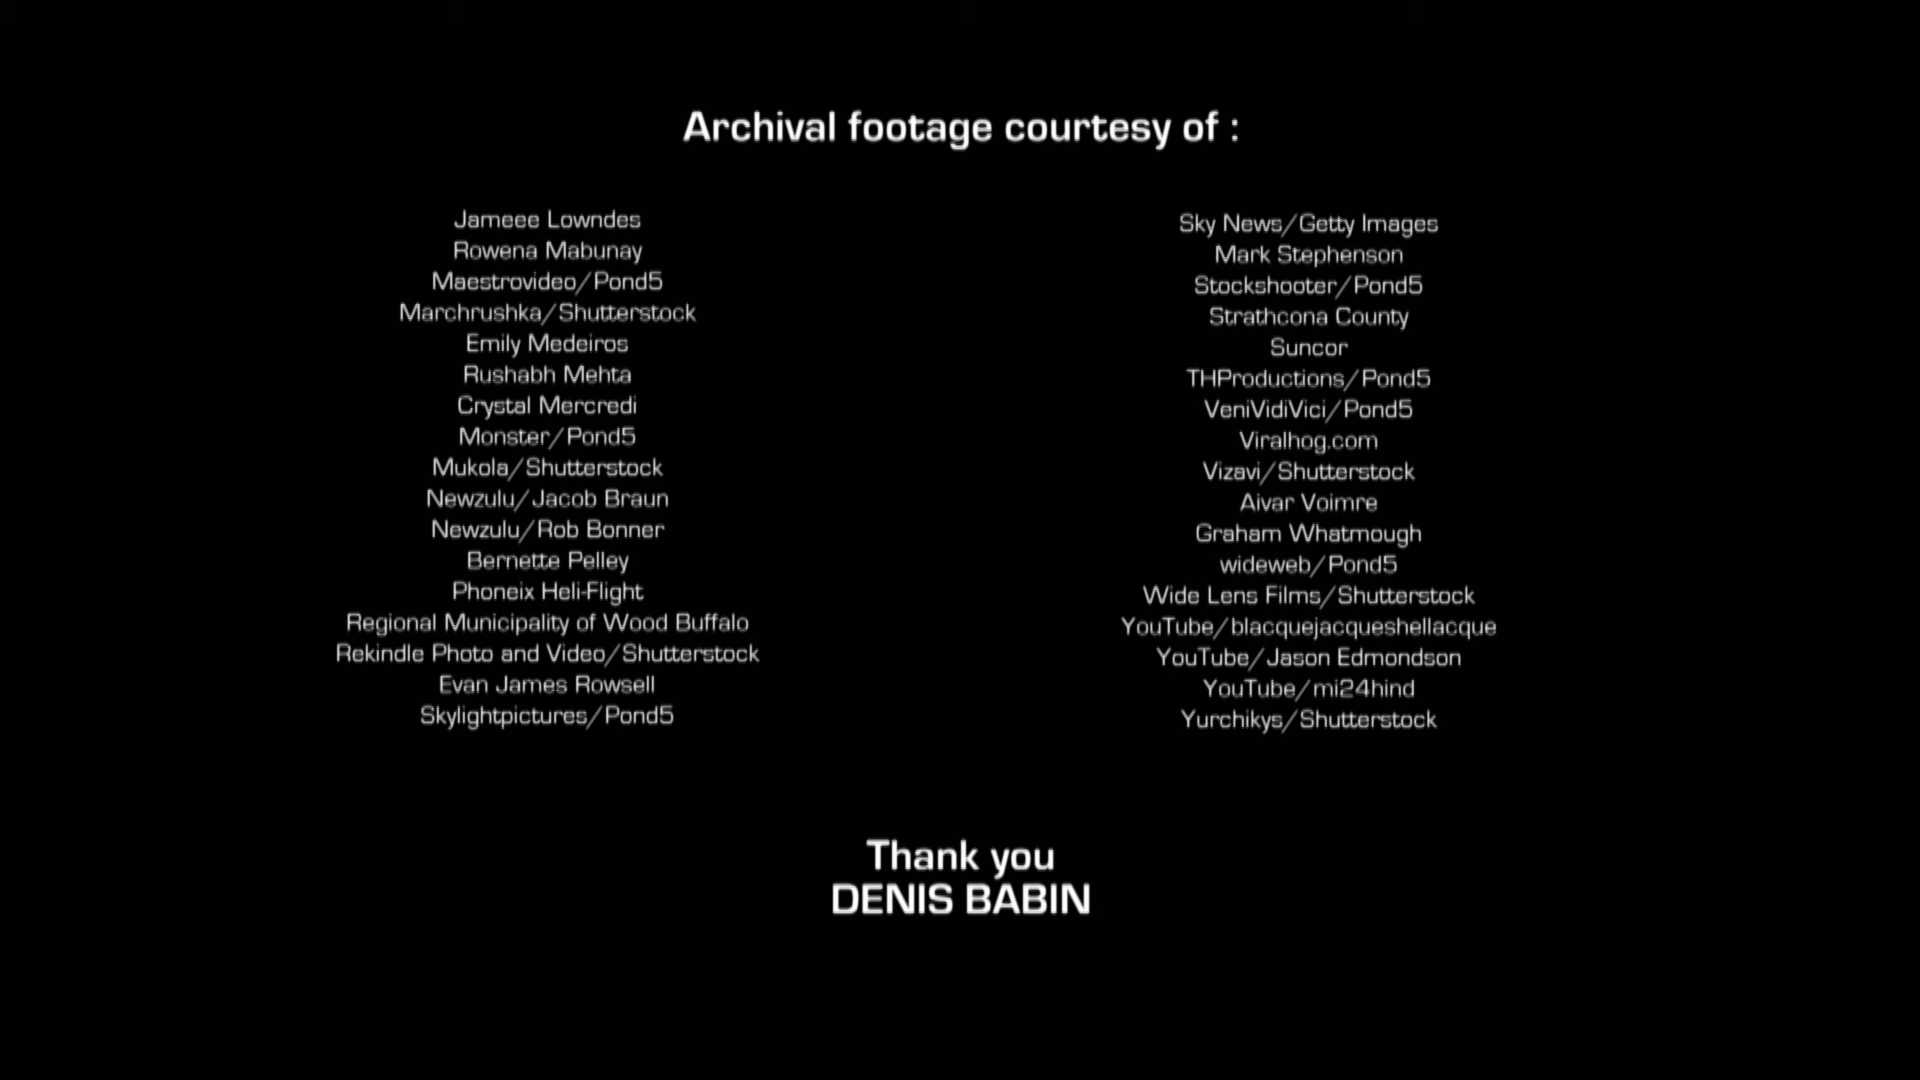 Archival footage courtesy of :
Jameee Lowndes
Rowena Mabunay
Maestrovideo/Pond5
Marchrushka/Shutterstock
Emily Medeiros
Rushabh Mehta
Crystal Mercredi
Monster/Pond5
Mukola/Shutterstock
Newzulu/Jacob Braun
Newzulu/Rob Bonner
Bernette Pelley
Phoneix Heli-Flight
Regional Municipality of Wood Buffalo
Rekindle Photo and Video/Shutterstock
Evan James Rowsell
Skylightpictures/Pond5
Sky News/Getty Images
Mark Stephenson
Stockshooter/Pond5
Strathcona County
Suncor
THProductions/Pond5
VeniVidiVici/Pond5
Viralhog.com
Vizavi/Shutterstock
Aivar Voimre
Graham Whatmough
wideweb/Pond5
Wide Lens Films/Shutterstock
YouTube/blacquejacqueshellacque
YouTube/Jason Edmondson
YouTube/mi24hind
Yurchikys/Shutterstock
Thank you
DENIS BABIN